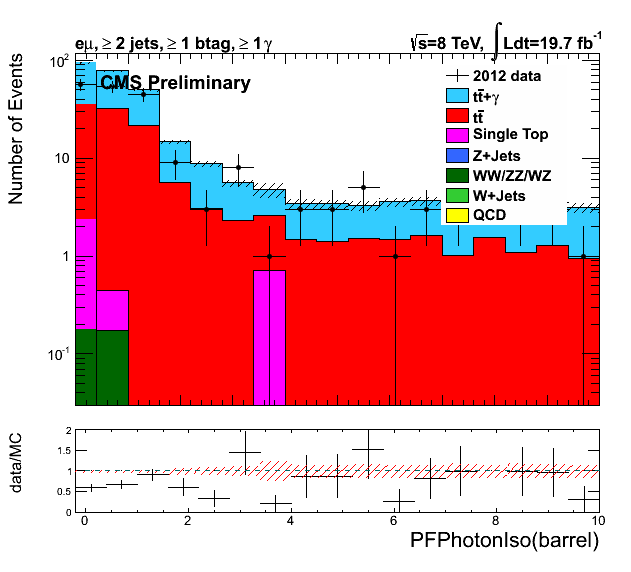 eμ, ≥ 2 jets, ≥ 1 btag, ≥ 1 γ
√s=8 TeV, ∫ Ldt=19.7 fb⁻¹
CMS Preliminary
2012 data
tt̄+γ
tt̄
Single Top
Z+Jets
WW/ZZ/WZ
W+Jets
QCD
Number of Events
10²
10
1
10⁻¹
data/MC
2
1.5
1
0.5
0
0 2 4 6 8 10
PFPhotonIso(barrel)